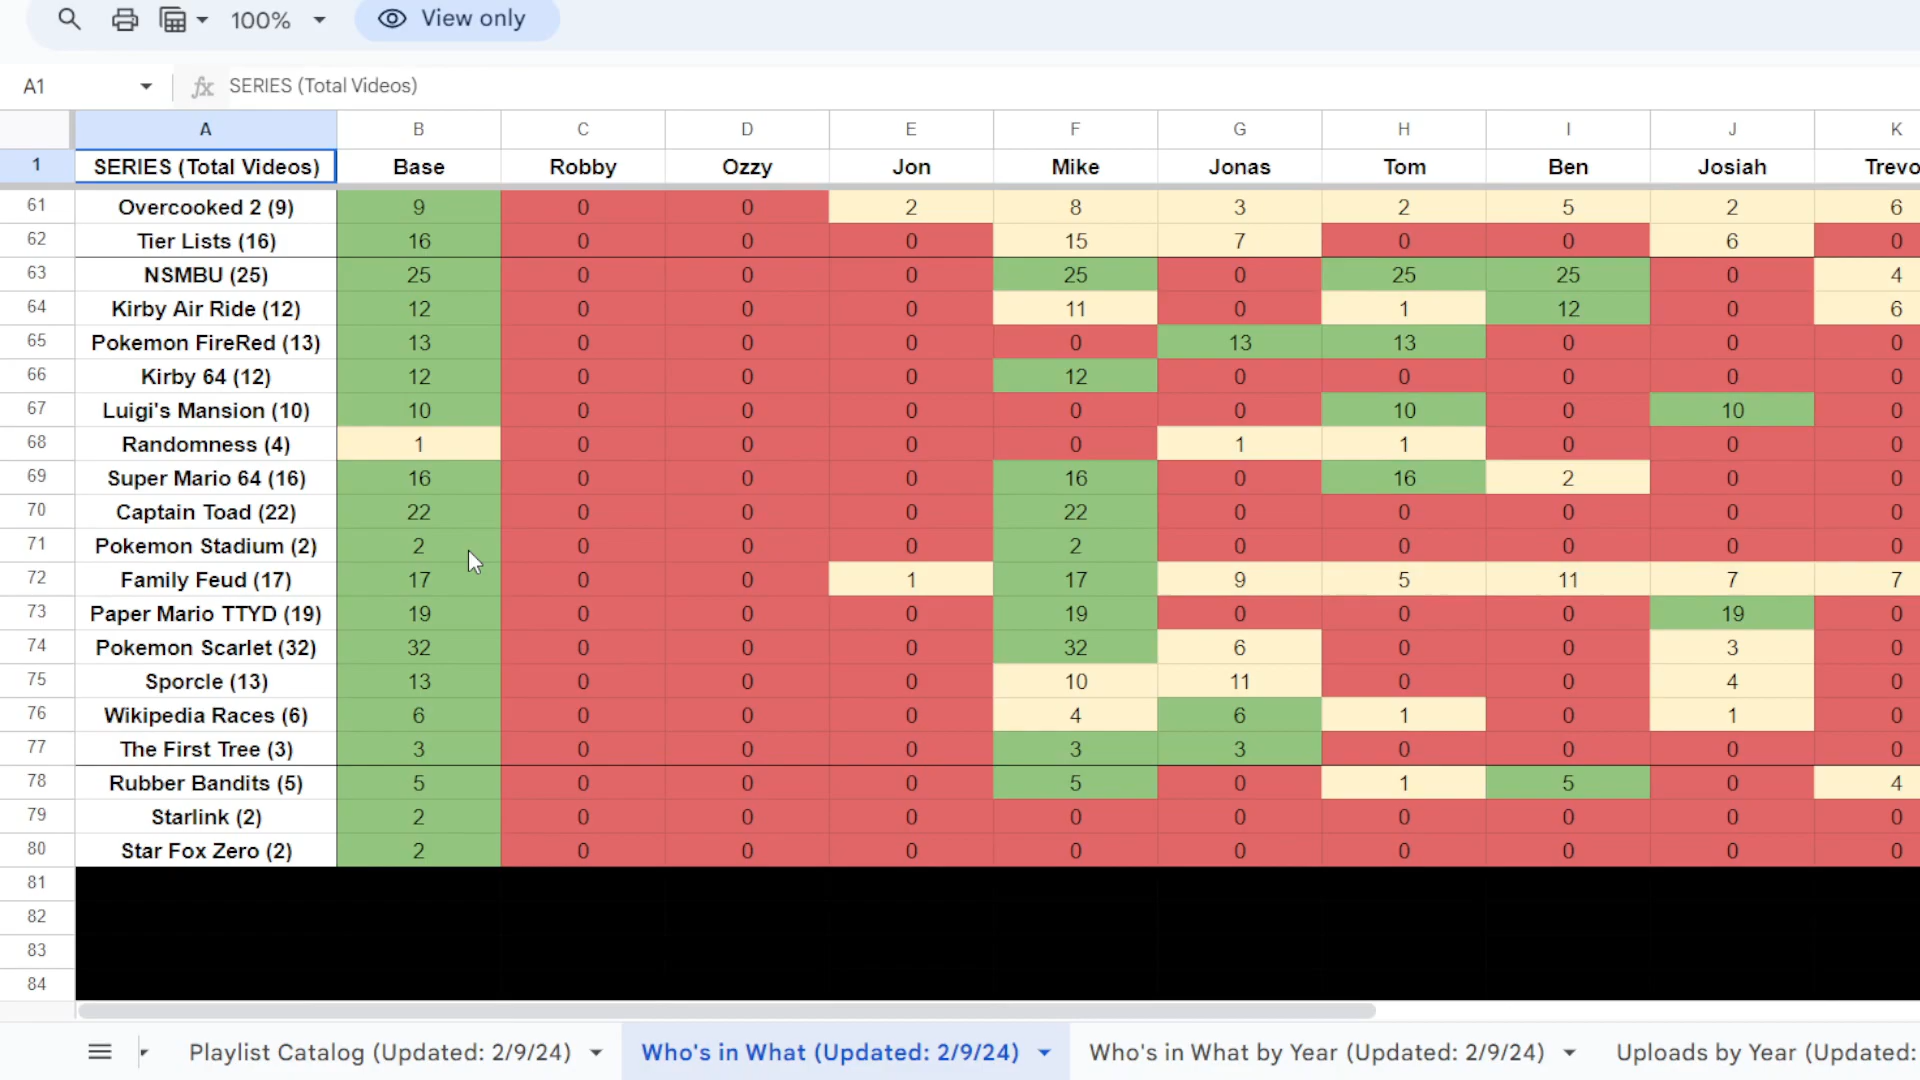 100% View only
A1 fx SERIES (Total Videos)
A B C D E F G H I J K
1 SERIES (Total Videos) Base Robby Ozzy Jon Mike Jonas Tom Ben Josiah Trevo
61 Overcooked 2 (9) 9 0 0 2 8 3 2 5 2 6
62 Tier Lists (16) 16 0 0 0 15 7 0 0 6 0
63 NSMBU (25) 25 0 0 0 25 0 25 25 0 4
64 Kirby Air Ride (12) 12 0 0 0 11 0 1 12 0 6
65 Pokemon FireRed (13) 13 0 0 0 0 13 13 0 0 0
66 Kirby 64 (12) 12 0 0 0 12 0 0 0 0 0
67 Luigi's Mansion (10) 10 0 0 0 0 0 10 0 10 0
68 Randomness (4) 1 0 0 0 0 1 1 0 0 0
69 Super Mario 64 (16) 16 0 0 0 16 0 16 2 0 0
70 Captain Toad (22) 22 0 0 0 22 0 0 0 0 0
71 Pokemon Stadium (2) 2 0 0 0 2 0 0 0 0 0
72 Family Feud (17) 17 0 0 1 17 9 5 11 7 7
73 Paper Mario TTYD (19) 19 0 0 0 19 0 0 0 19 0
74 Pokemon Scarlet (32) 32 0 0 0 32 6 0 0 3 0
75 Sporcle (13) 13 0 0 0 10 11 0 0 4 0
76 Wikipedia Races (6) 6 0 0 0 4 6 1 0 1 0
77 The First Tree (3) 3 0 0 0 3 3 0 0 0 0
78 Rubber Bandits (5) 5 0 0 0 5 0 1 5 0 4
79 Starlink (2) 2 0 0 0 0 0 0 0 0 0
80 Star Fox Zero (2) 2 0 0 0 0 0 0 0 0 0
81
82
83
84
Playlist Catalog (Updated: 2/9/24) Who's in What (Updated: 2/9/24) Who's in What by Year (Updated: 2/9/24) Uploads by Year (Updated: